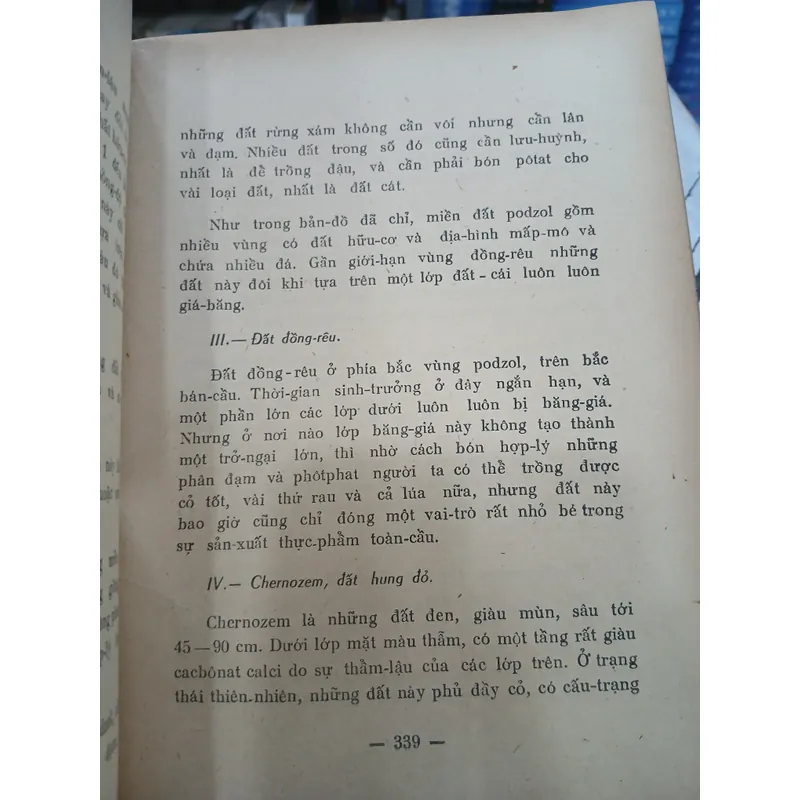 những đất rừng xám không cần vôi nhưng cần lân
và đạm. Nhiều đất trong số đó cũng cần lưu-huỳnh,
nhất là để trồng đậu, và cần phải bón pôtat cho
vài loại đất, nhất là đất cát.
Như trong bản-đồ đã chỉ, miền đất podzol gồm
nhiều vùng có đất hữu-cơ và địa-hình mấp-mô và
chứa nhiều đá. Gần giới-hạn vùng đồng-rêu những
đất này đôi khi tựa trên một lớp đất-cái luôn luôn
giá-băng.
III.— Đất đồng-rêu.
Đất đồng-rêu ở phía bắc vùng podzol, trên bắc
bán-cầu. Thời-gian sinh-trưởng ở đây ngắn hạn, và
một phần lớn các lớp dưới luôn luôn bị băng-giá.
Nhưng ở nơi nào lớp băng-giá này không tạo thành
một trở-ngại lớn, thì nhờ cách bón hợp-lý những
phân đạm và phôtphat người ta có thể trồng được
cỏ tốt, vài thứ rau và cả lúa nữa, nhưng đất này
bao giờ cũng chỉ đóng một vai-trò rất nhỏ bé trong
sự sản-xuất thực-phẩm toàn-cầu.
IV.— Chernozem, đất hung đỏ.
Chernozem là những đất đen, giàu mùn, sâu tới
45—90 cm. Dưới lớp mặt màu thẫm, có một tầng rất giàu
cacbônat calci do sự thẩm-lậu của các lớp trên. Ở trạng
thái thiên-nhiên, những đất này phủ đầy cỏ, có cấu-trạng
— 339 —